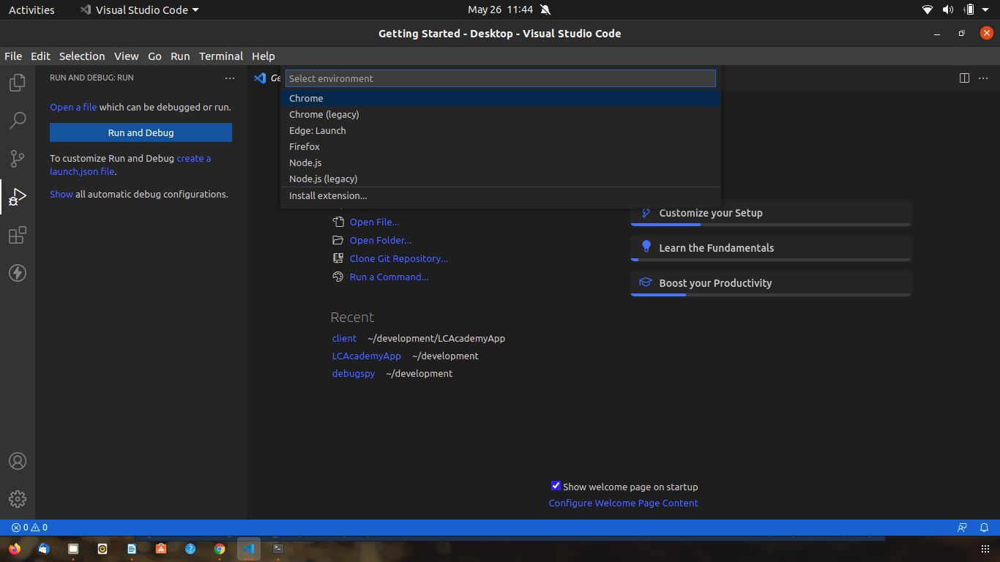 Activities
Visual Studio Code
May 26 11:44
Getting Started - Desktop - Visual Studio Code
File Edit Selection View Go Run Terminal Help
RUN AND DEBUG: RUN
Ge
Select environment
Chrome
Chrome (legacy)
Edge: Launch
Firefox
Node.js
Node.js (legacy)
Install extension...
Open a file which can be debugged or run.
Run and Debug
To customize Run and Debug create a
launch.json file.
Show all automatic debug configurations.
Open File...
Open Folder...
Clone Git Repository...
Run a Command...
Customize your Setup
Learn the Fundamentals
Boost your Productivity
Recent
client ~/development/LCAcademyApp
LCAcademyApp ~/development
debugspy ~/development
Show welcome page on startup
Configure Welcome Page Content
0 0